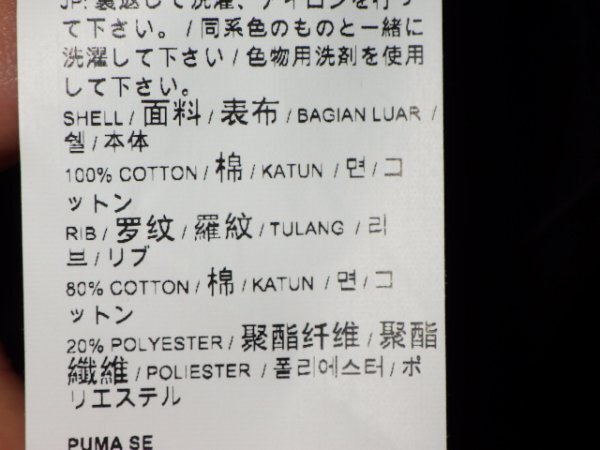 JP: 裏返して洗濯、アイロンを行っ
て下さい。 / 同系色のものと一緒に
洗濯して下さい / 色物用洗剤を使用
して下さい。
SHELL / 面料 / 表布 / BAGIAN LUAR /
쉘 / 本体
100% COTTON / 棉 / KATUN / 면 / コ
ットン
RIB / 罗纹 / 羅紋 / TULANG / 리
브 / リブ
80% COTTON / 棉 / KATUN / 면 / コ
ットン
20% POLYESTER / 聚酯纤维 / 聚酯
纖維 / POLIESTER / 폴리에스터 / ポ
リエステル
PUMA SE